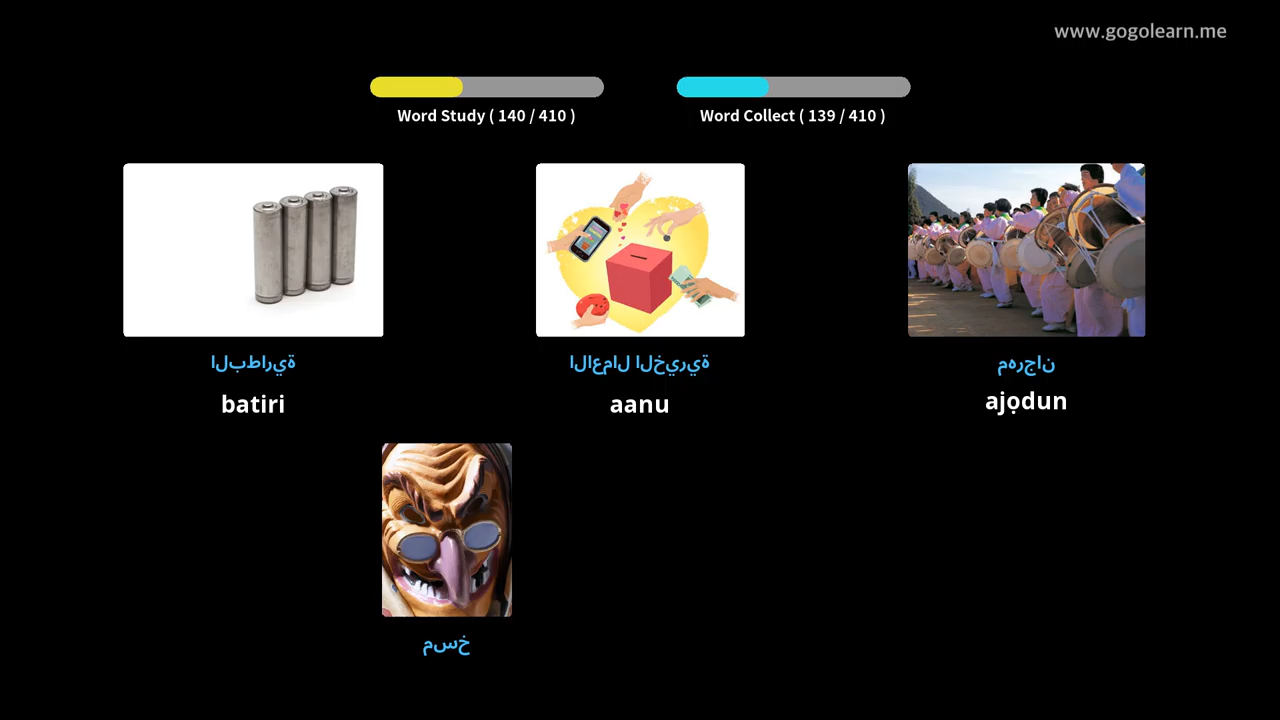 www.gogolearn.me
Word Study ( 140 / 410 )
Word Collect ( 139 / 410 )
البطارية
الاعمال الخيرية
مهرجان
batiri
aanu
ajọdun
مسخ